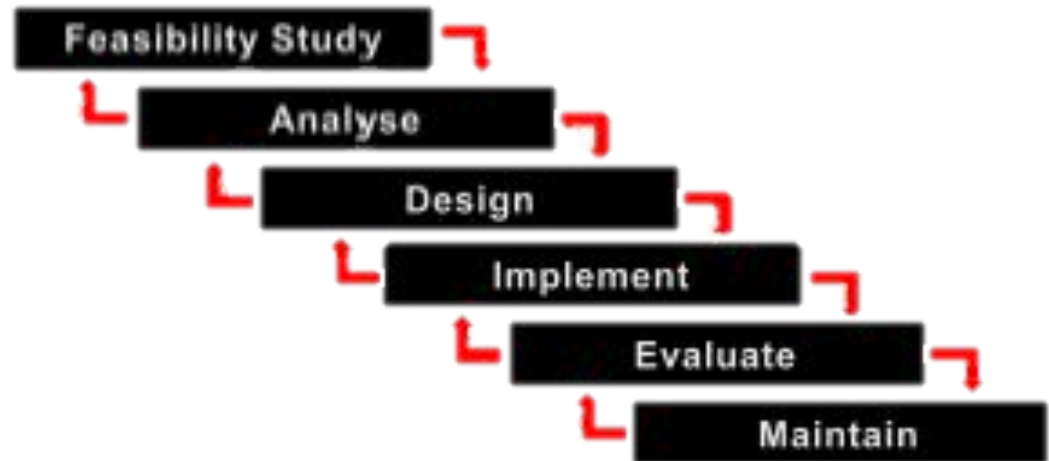 Feasibility Study
Analyse
Design
Implement
Evaluate
Maintain